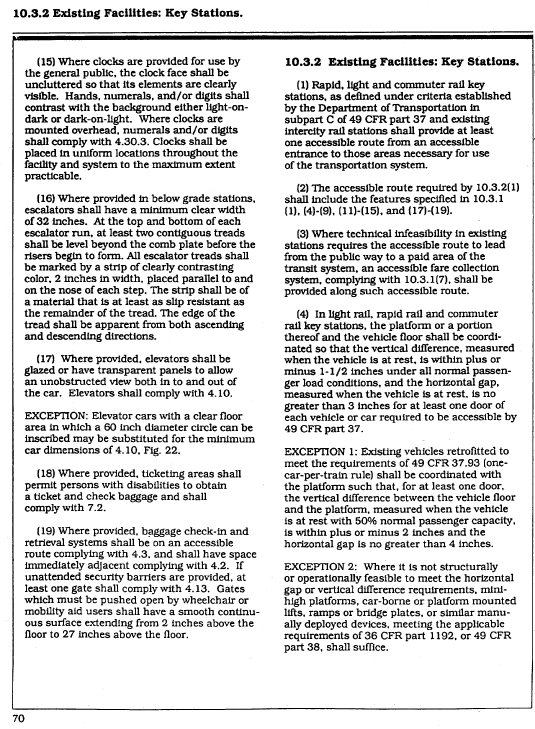 10.3.2 Existing Facilities: Key Stations.
(15) Where clocks are provided for use by
the general public, the clock face shall be
uncluttered so that its elements are clearly
visible. Hands, numerals, and/or digits shall
contrast with the background either light-on-
dark or dark-on-light. Where clocks are
mounted overhead, numerals and/or digits
shall comply with 4.30.3. Clocks shall be
placed in uniform locations throughout the
facility and system to the maximum extent
practicable.
(16) Where provided in below grade stations,
escalators shall have a minimum clear width
of 32 inches. At the top and bottom of each
escalator run, at least two contiguous treads
shall be level beyond the comb plate before the
risers begin to form. All escalator treads shall
be marked by a strip of clearly contrasting
color, 2 inches in width, placed parallel to and
on the nose of each step. The strip shall be of
a material that is at least as slip resistant as
the remainder of the tread. The edge of the
tread shall be apparent from both ascending
and descending directions.
(17) Where provided, elevators shall be
glazed or have transparent panels to allow
an unobstructed view both in to and out of
the car. Elevators shall comply with 4.10.
EXCEPTION: Elevator cars with a clear floor
area in which a 60 inch diameter circle can be
inscribed may be substituted for the minimum
car dimensions of 4.10, Fig. 22.
(18) Where provided, ticketing areas shall
permit persons with disabilities to obtain
a ticket and check baggage and shall
comply with 7.2.
(19) Where provided, baggage check-in and
retrieval systems shall be on an accessible
route complying with 4.3, and shall have space
immediately adjacent complying with 4.2. If
unattended security barriers are provided, at
least one gate shall comply with 4.13. Gates
which must be pushed open by wheelchair or
mobility aid users shall have a smooth continu-
ous surface extending from 2 inches above the
floor to 27 inches above the floor.
10.3.2 Existing Facilities: Key Stations.
(1) Rapid, light and commuter rail key
stations, as defined under criteria established
by the Department of Transportation in
subpart C of 49 CFR part 37 and existing
intercity rail stations shall provide at least
one accessible route from an accessible
entrance to those areas necessary for use
of the transportation system.
(2) The accessible route required by 10.3.2(1)
shall include the features specified in 10.3.1
(1), (4)-(9), (11)-(15), and (17)-(19).
(3) Where technical infeasibility in existing
stations requires the accessible route to lead
from the public way to a paid area of the
transit system, an accessible fare collection
system, complying with 10.3.1(7), shall be
provided along such accessible route.
(4) In light rail, rapid rail and commuter
rail key stations, the platform or a portion
thereof and the vehicle floor shall be coordi-
nated so that the vertical difference, measured
when the vehicle is at rest, is within plus or
minus 1-1/2 inches under all normal passen-
ger load conditions, and the horizontal gap,
measured when the vehicle is at rest, is no
greater than 3 inches for at least one door of
each vehicle or car required to be accessible by
49 CFR part 37.
EXCEPTION 1: Existing vehicles retrofitted to
meet the requirements of 49 CFR 37.93 (one-
car-per-train rule) shall be coordinated with
the platform such that, for at least one door,
the vertical difference between the vehicle floor
and the platform, measured when the vehicle
is at rest with 50% normal passenger capacity,
is within plus or minus 2 inches and the
horizontal gap is no greater than 4 inches.
EXCEPTION 2: Where it is not structurally
or operationally feasible to meet the horizontal
gap or vertical difference requirements, mini-
high platforms, car-borne or platform mounted
lifts, ramps or bridge plates, or similar manu-
ally deployed devices, meeting the applicable
requirements of 36 CFR part 1192, or 49 CFR
part 38, shall suffice.
70